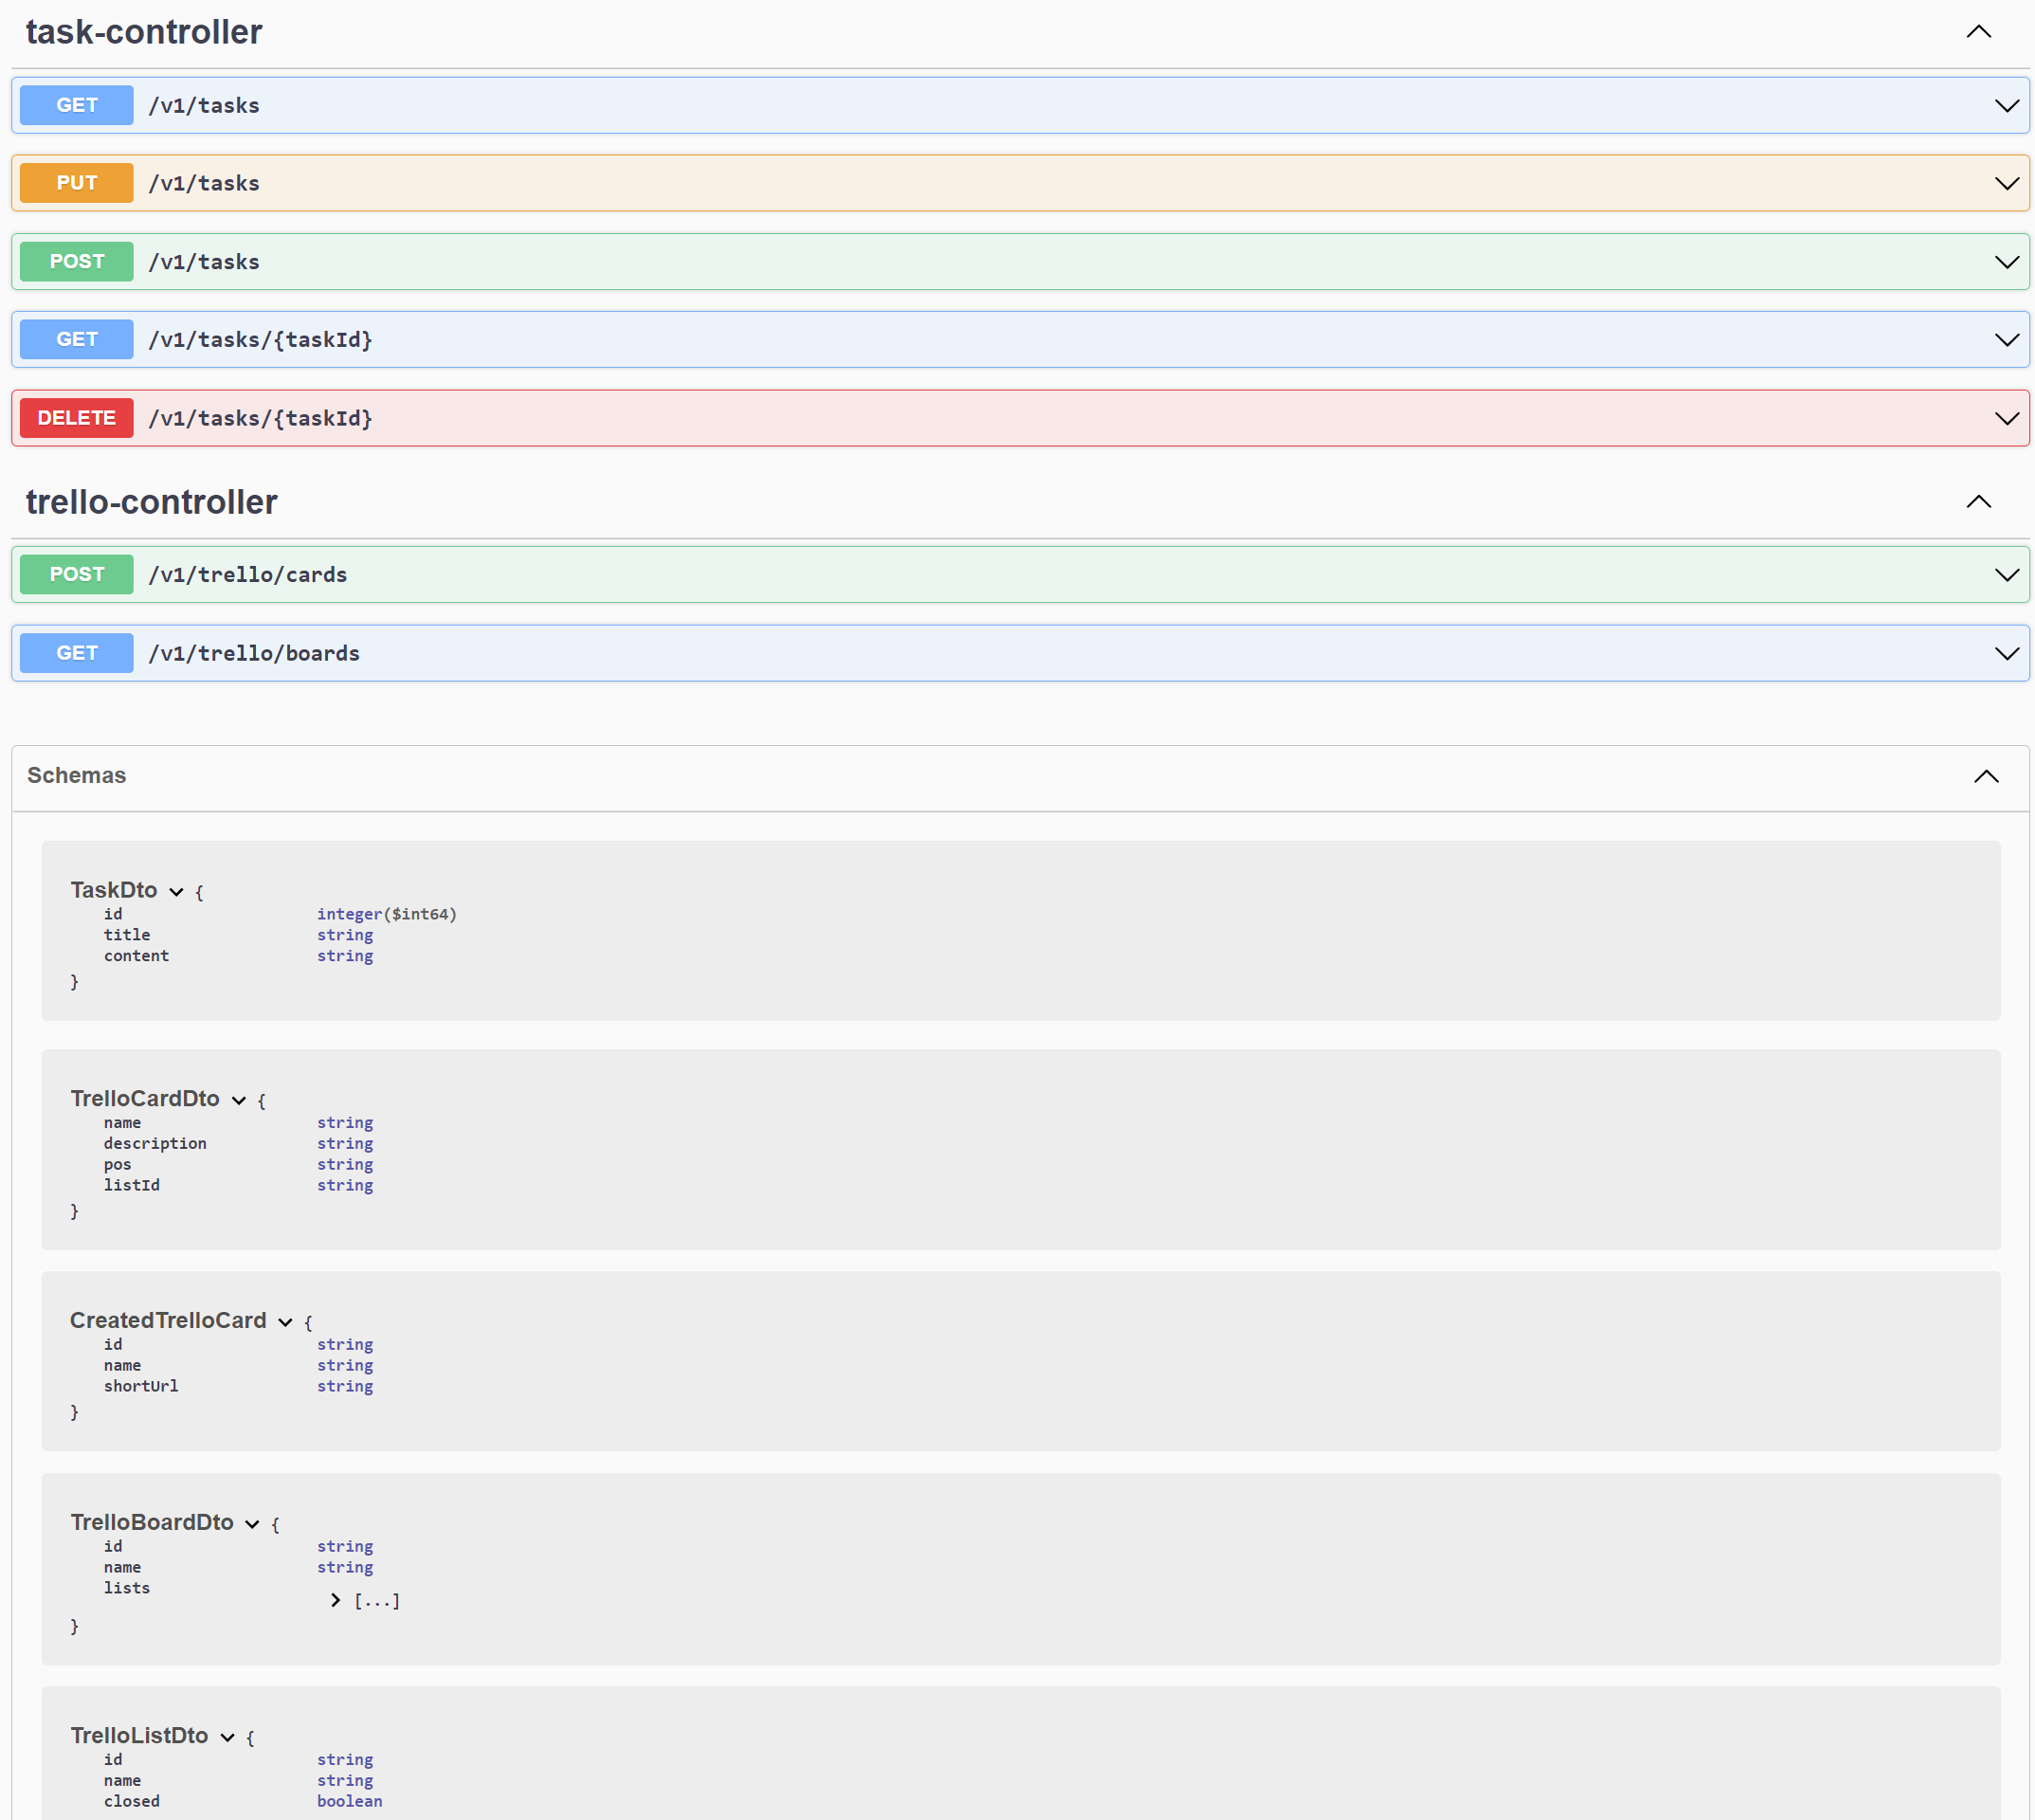 task-controller
GET /v1/tasks
PUT /v1/tasks
POST /v1/tasks
GET /v1/tasks/{taskId}
DELETE /v1/tasks/{taskId}
trello-controller
POST /v1/trello/cards
GET /v1/trello/boards
Schemas
TaskDto {
id integer($int64)
title string
content string
}
TrelloCardDto {
name string
description string
pos string
listId string
}
CreatedTrelloCard {
id string
name string
shortUrl string
}
TrelloBoardDto {
id string
name string
lists
[...]
}
TrelloListDto {
id string
name string
closed boolean